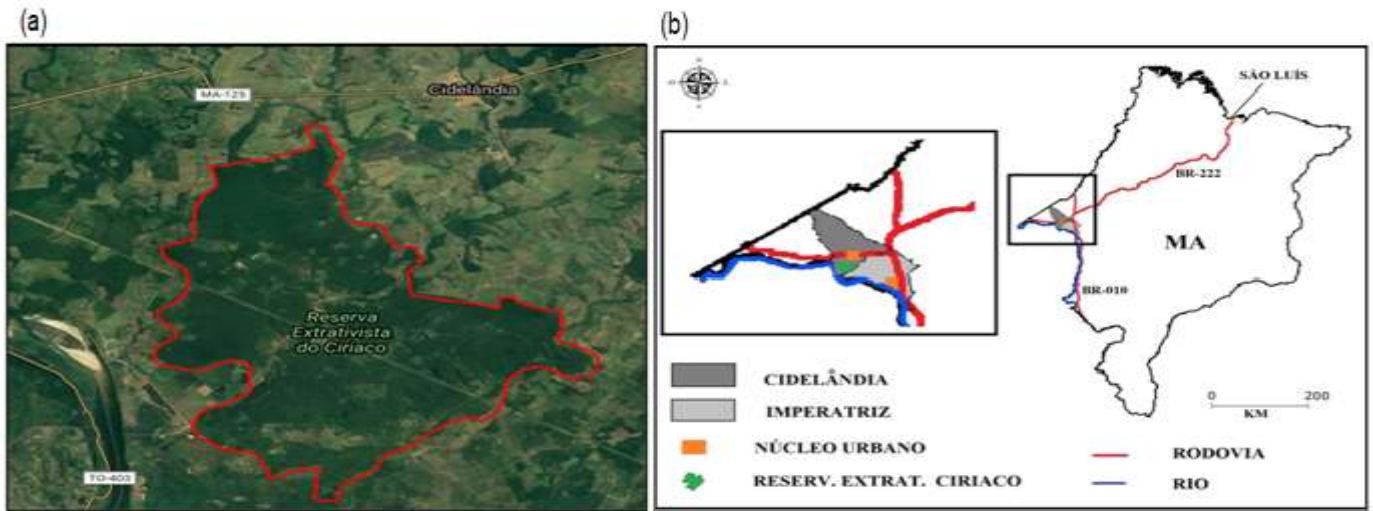 (a)
MA-125
Cidelândia
Reserva
Extrativista
do Ciriaco
TO-403
(b)
SÃO LUÍS
BR-222
MA
BR-010
0
200
KM
CIDELÂNDIA
IMPERATRIZ
NÚCLEO URBANO
RESERV. EXTRAT. CIRIACO
RODOVIA
RIO